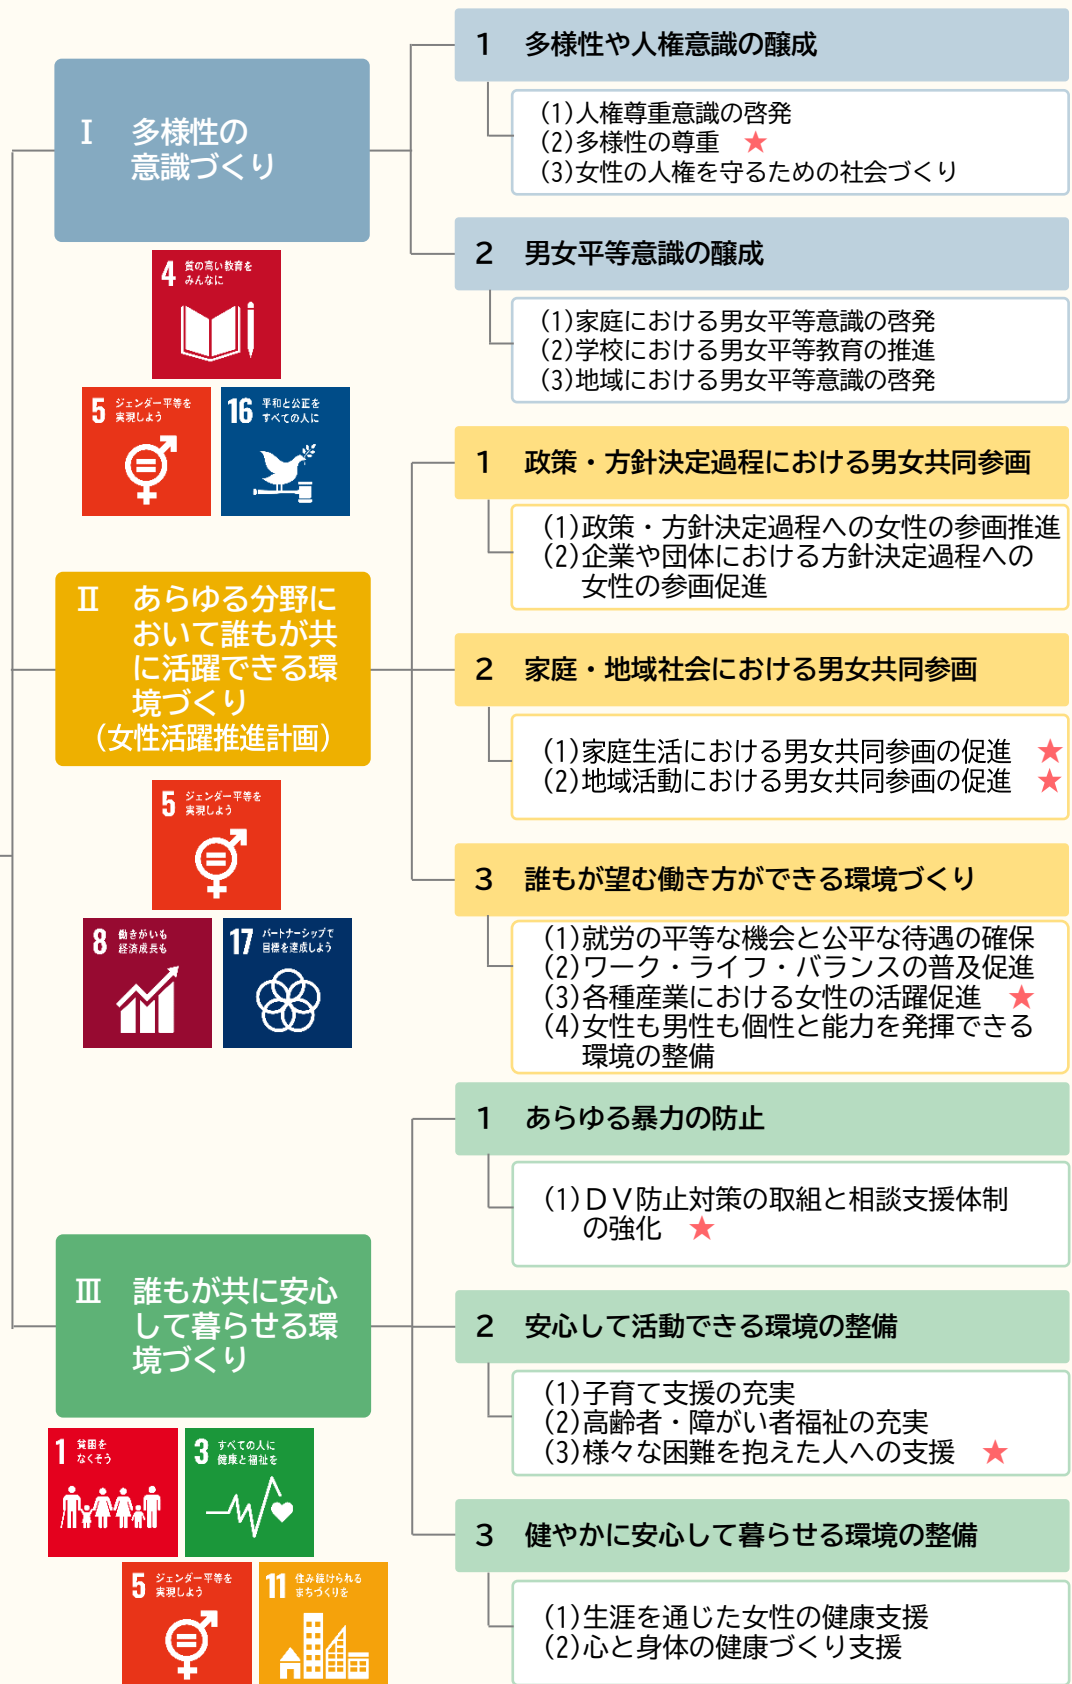 Ⅰ 多様性の
意識づくり
4 質の高い教育を
みんなに
5 ジェンダー平等を
実現しよう
16 平和と公正を
すべての人に
1 多様性や人権意識の醸成
(1)人権尊重意識の啓発
(2)多様性の尊重 ★
(3)女性の人権を守るための社会づくり
2 男女平等意識の醸成
(1)家庭における男女平等意識の啓発
(2)学校における男女平等教育の推進
(3)地域における男女平等意識の啓発
Ⅱ あらゆる分野に
おいて誰もが共
に活躍できる環
境づくり
(女性活躍推進計画)
5 ジェンダー平等を
実現しよう
8 働きがいも
経済成長も
17 パートナーシップで
目標を達成しよう
1 政策・方針決定過程における男女共同参画
(1)政策・方針決定過程への女性の参画推進
(2)企業や団体における方針決定過程への
女性の参画促進
2 家庭・地域社会における男女共同参画
(1)家庭生活における男女共同参画の促進 ★
(2)地域活動における男女共同参画の促進 ★
3 誰もが望む働き方ができる環境づくり
(1)就労の平等な機会と公平な待遇の確保
(2)ワーク・ライフ・バランスの普及促進
(3)各種産業における女性の活躍促進 ★
(4)女性も男性も個性と能力を発揮できる
環境の整備
Ⅲ 誰もが共に安心
して暮らせる環
境づくり
1 貧困を
なくそう
3 すべての人に
健康と福祉を
5 ジェンダー平等を
実現しよう
11 住み続けられる
まちづくりを
1 あらゆる暴力の防止
(1)DV防止対策の取組と相談支援体制
の強化 ★
2 安心して活動できる環境の整備
(1)子育て支援の充実
(2)高齢者・障がい者福祉の充実
(3)様々な困難を抱えた人への支援 ★
3 健やかに安心して暮らせる環境の整備
(1)生涯を通じた女性の健康支援
(2)心と身体の健康づくり支援